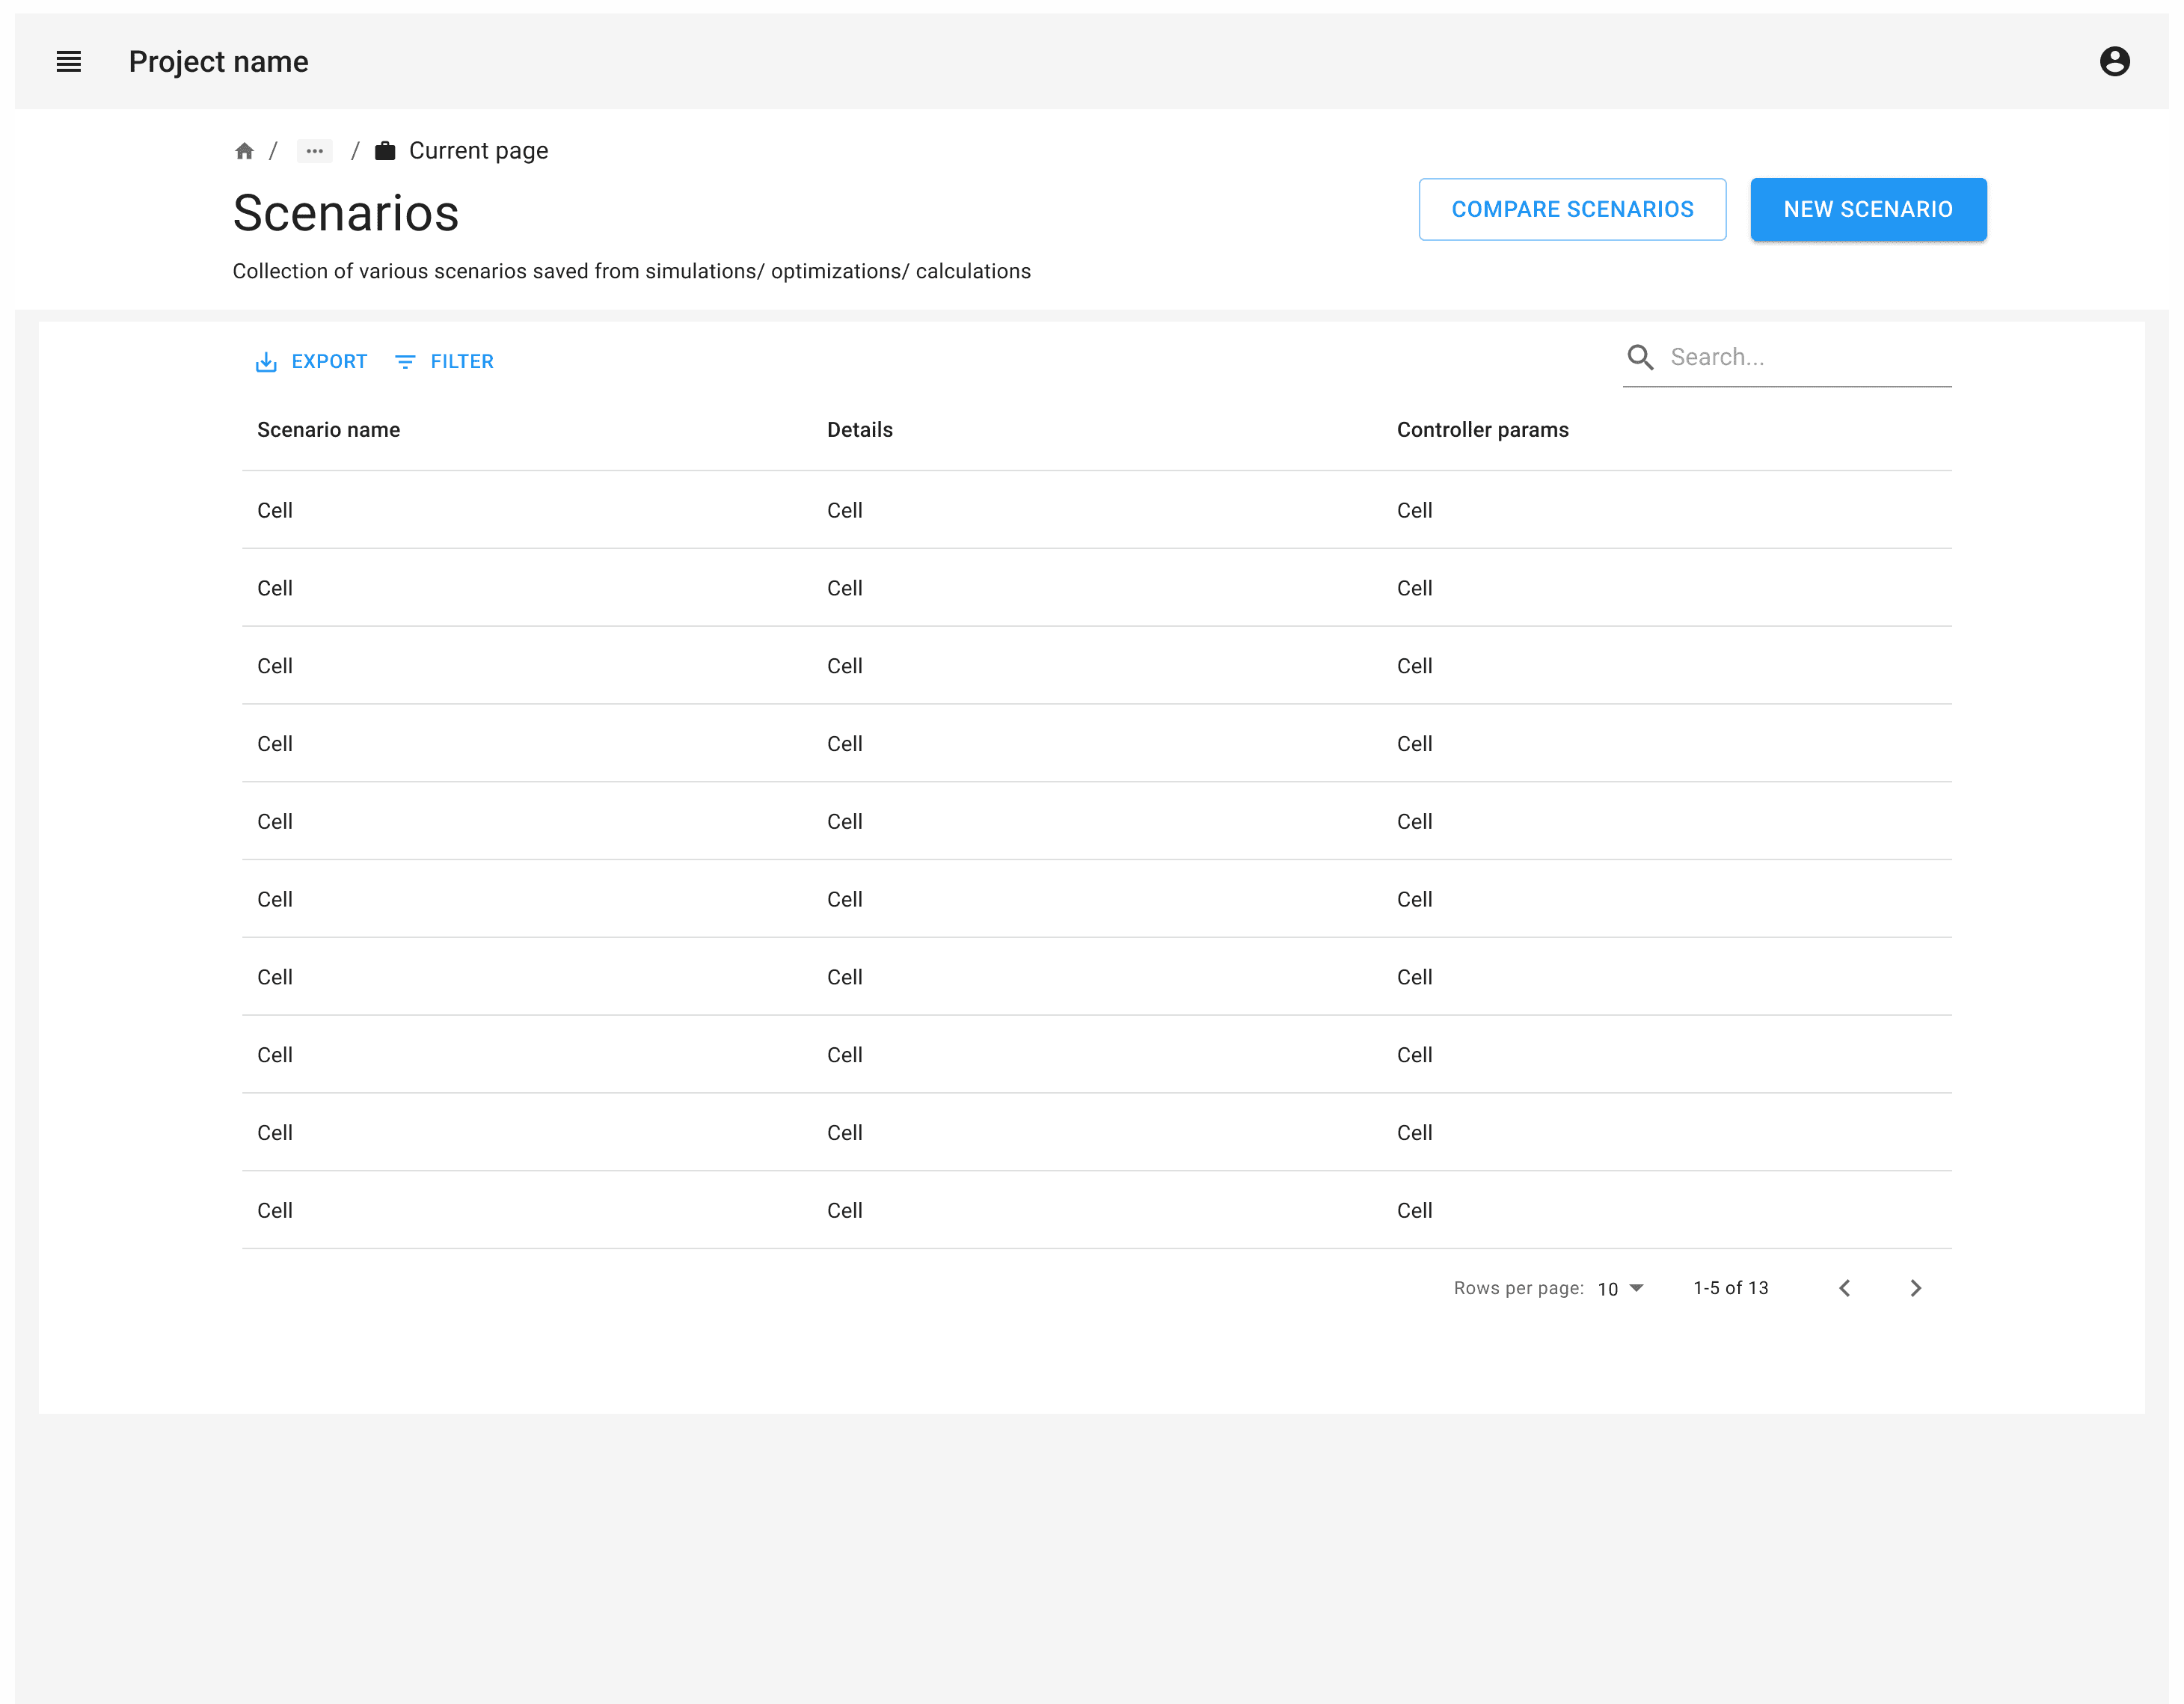 Project name
/ ... / Current page
Scenarios
COMPARE SCENARIOS NEW SCENARIO
Collection of various scenarios saved from simulations/ optimizations/ calculations
EXPORT FILTER Search...
Scenario name Details Controller params
Cell Cell Cell
Cell Cell Cell
Cell Cell Cell
Cell Cell Cell
Cell Cell Cell
Cell Cell Cell
Cell Cell Cell
Cell Cell Cell
Cell Cell Cell
Cell Cell Cell
Rows per page: 10 1-5 of 13